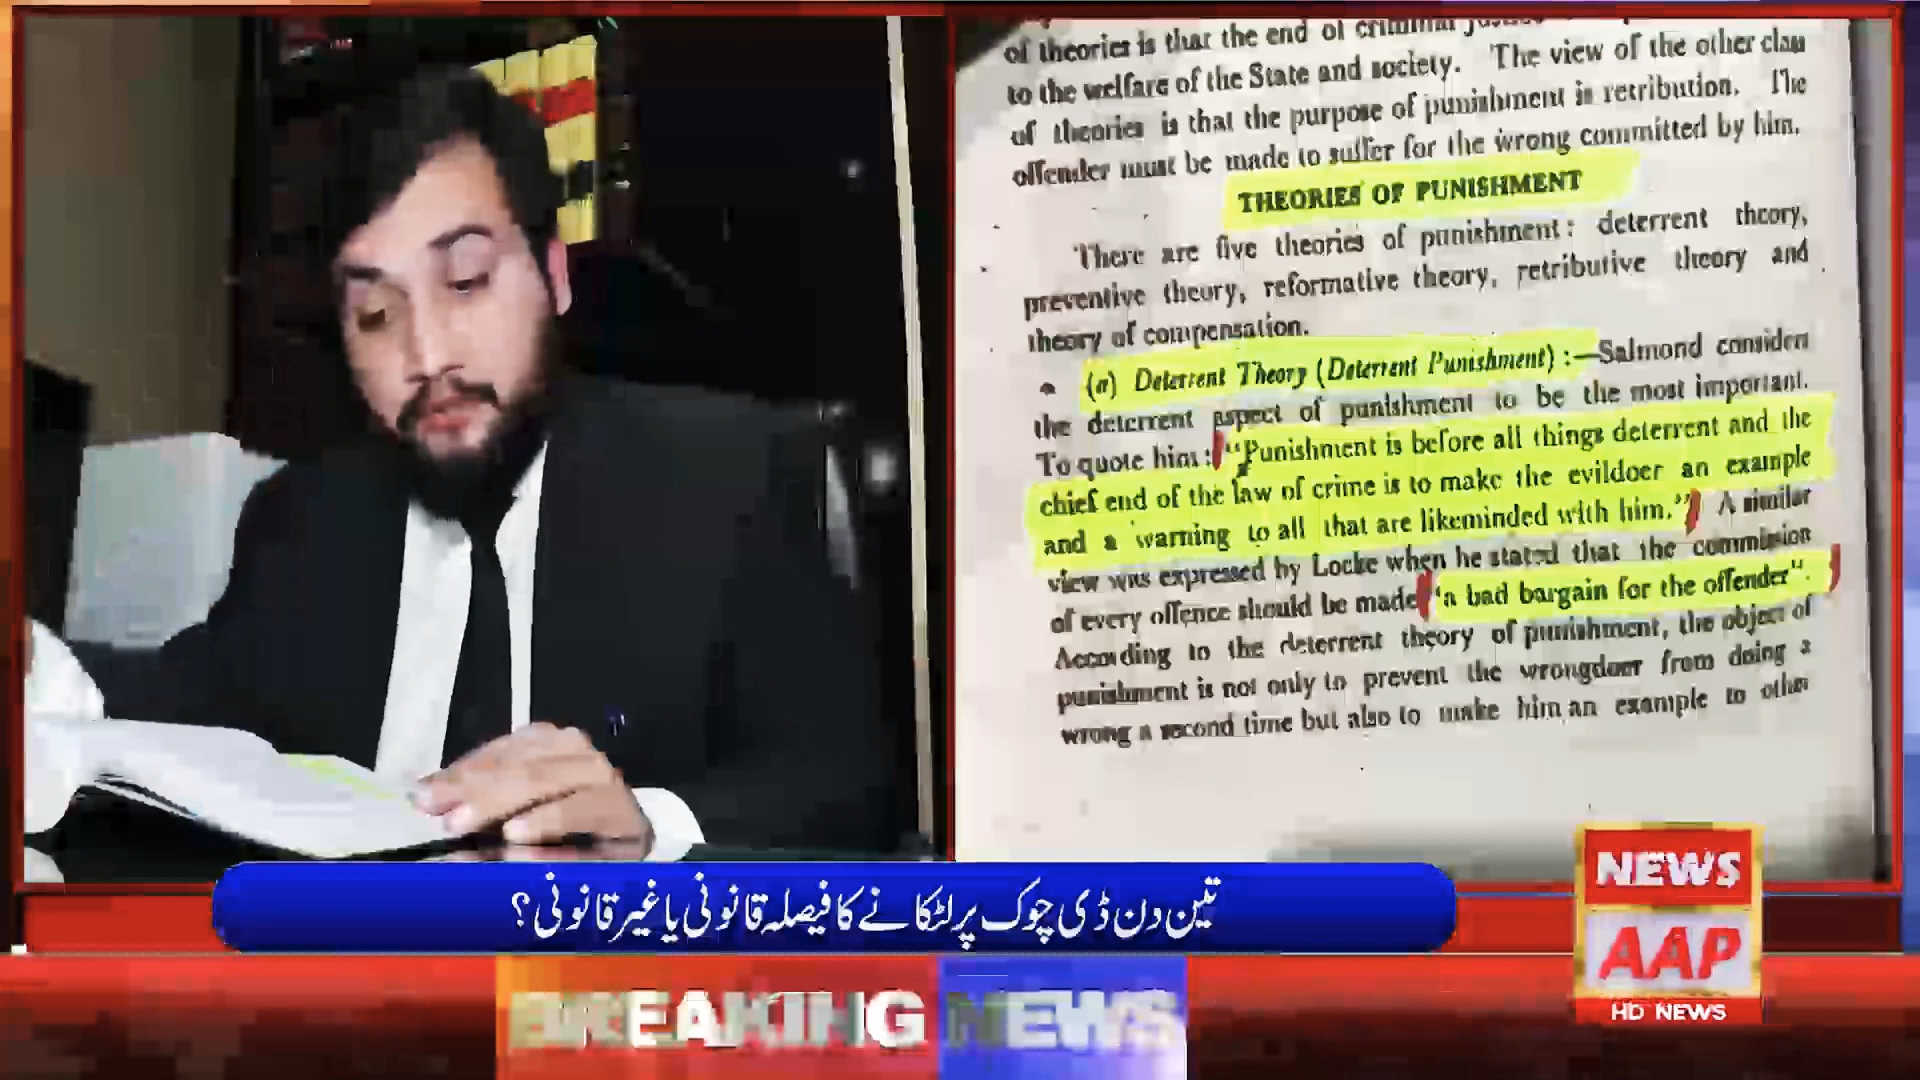 of theories is that the end of criminal
to the welfare of the State and society. The view of the other class
of theories is that the purpose of punishment is retribution. The
offender must be made to suffer for the wrong committed by him.
THEORIES OF PUNISHMENT
There are five theories of punishment: deterrent theory,
preventive theory, reformative theory, retributive theory and
theory of compensation.
(a) Deterrent Theory (Deterrent Punishment) :—Salmond considers
the deterrent aspect of punishment to be the most important.
To quote him: “Punishment is before all things deterrent and the
chief end of the law of crime is to make the evildoer an example
and a warning to all that are likeminded with him.” A similar
view was expressed by Locke when he stated that the commission
of every offence should be made “a bad bargain for the offender”.
According to the deterrent theory of punishment, the object of
punishment is not only to prevent the wrongdoer from doing a
wrong a second time but also to make him an example to other
تین دن ڈی چوک پر لٹکانے کا فیصلہ قانونی یا غیر قانونی؟
BREAKING NEWS
NEWS
AAP
HD NEWS